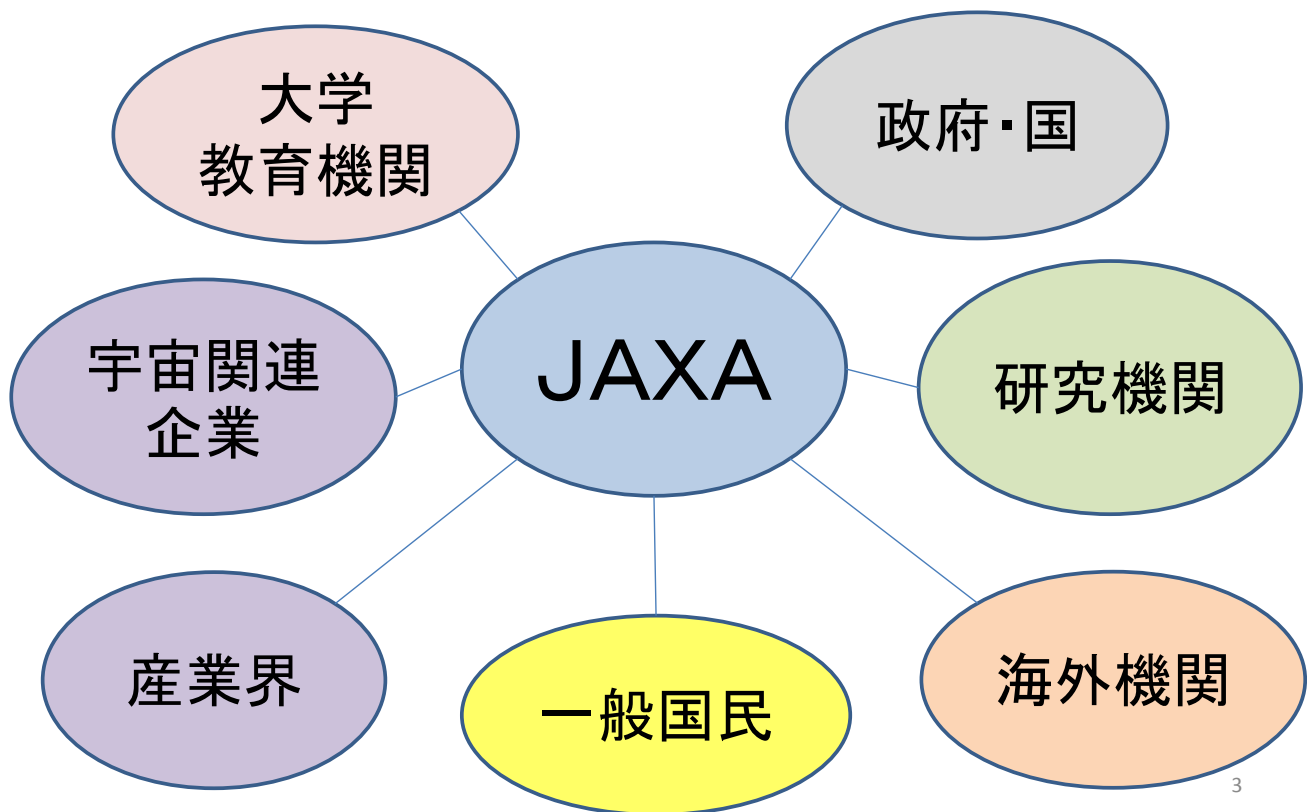 大学
教育機関
政府・国
宇宙関連
企業
JAXA
研究機関
産業界
一般国民
海外機関
3